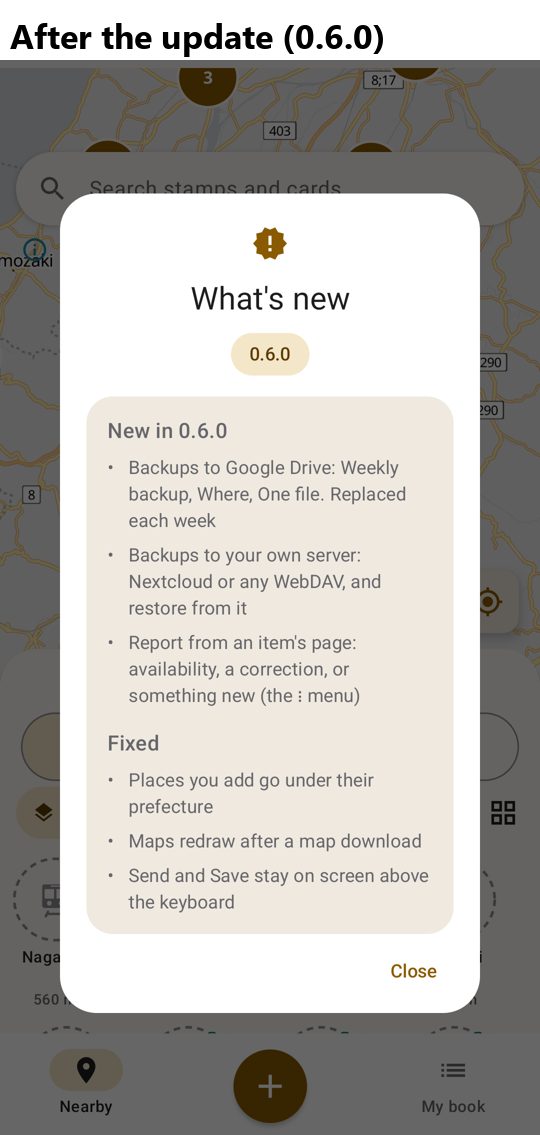 After the update (0.6.0)
3
8;17
403
Search stamps and cards
mozaki
290
290
8
What's new
0.6.0
New in 0.6.0
• Backups to Google Drive: Weekly
backup, Where, One file. Replaced
each week
• Backups to your own server:
Nextcloud or any WebDAV, and
restore from it
• Report from an item's page:
availability, a correction, or
something new (the ⋮ menu)
Fixed
• Places you add go under their
prefecture
• Maps redraw after a map download
• Send and Save stay on screen above
the keyboard
Close
Naga
560
Nearby
My book